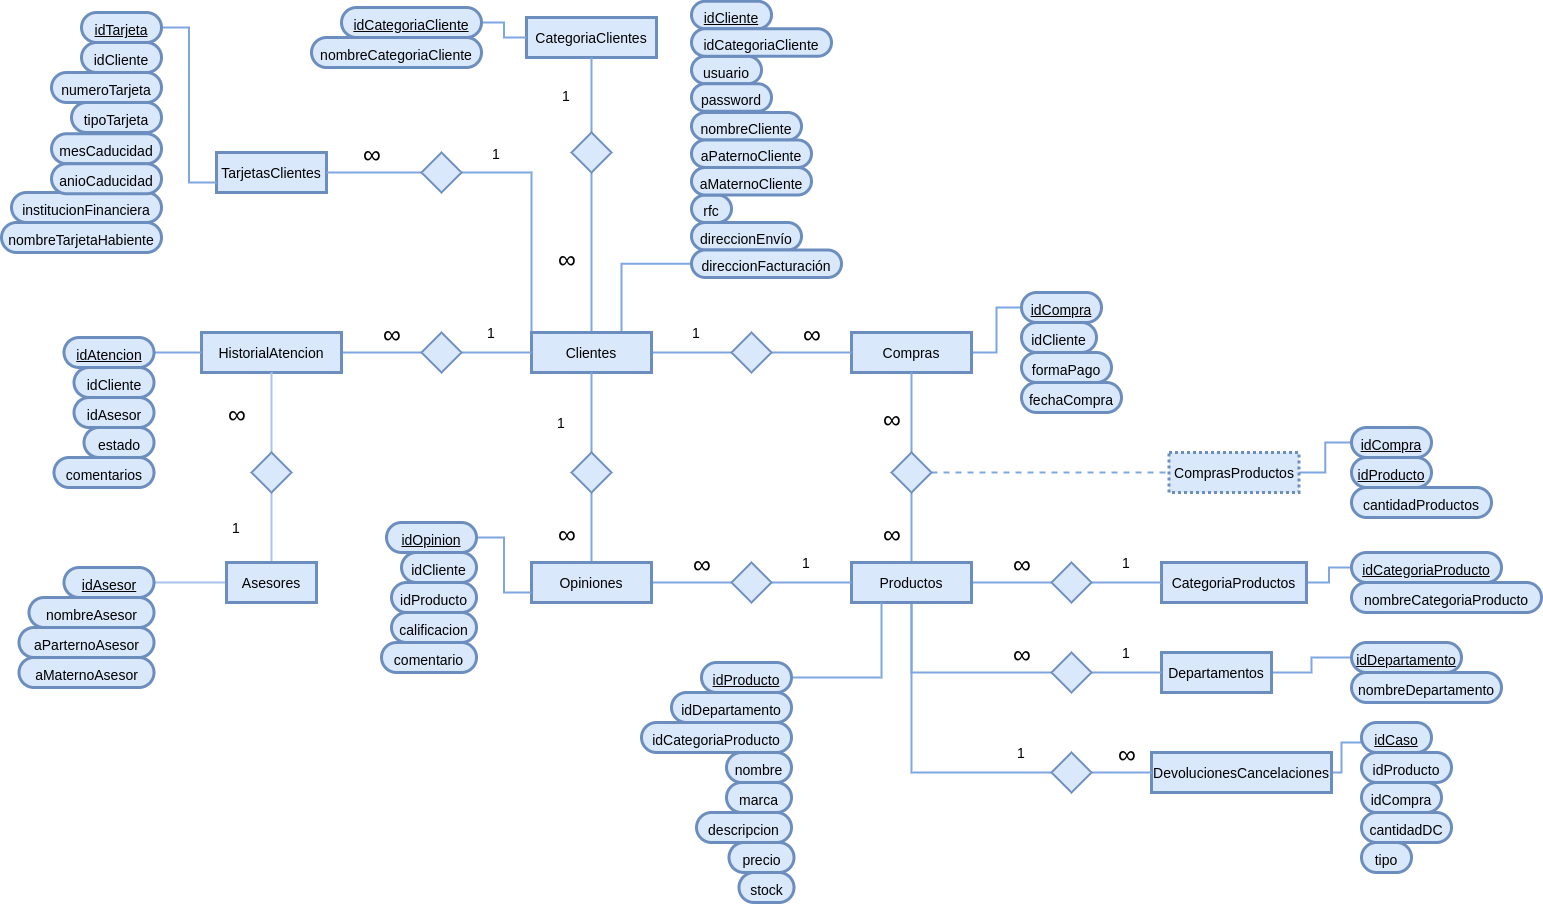 idTarjeta
idCliente
numeroTarjeta
tipoTarjeta
mesCaducidad
anioCaducidad
institucionFinanciera
nombreTarjetaHabiente
TarjetasClientes
∞
1
idCategoriaCliente
nombreCategoriaCliente
CategoriaClientes
1
∞
idCliente
idCategoriaCliente
usuario
password
nombreCliente
aPaternoCliente
aMaternoCliente
rfc
direccionEnvío
direccionFacturación
idAtencion
idCliente
idAsesor
estado
comentarios
HistorialAtencion
∞
1
Clientes
1
∞
Compras
idCompra
idCliente
formaPago
fechaCompra
∞
1
1
∞
∞
∞
ComprasProductos
idCompra
idProducto
cantidadProductos
idAsesor
nombreAsesor
aParternoAsesor
aMaternoAsesor
Asesores
idOpinion
idCliente
idProducto
calificacion
comentario
Opiniones
∞
1
Productos
∞
1
CategoriaProductos
idCategoriaProducto
nombreCategoriaProducto
∞
1
Departamentos
idDepartamento
nombreDepartamento
idProducto
idDepartamento
idCategoriaProducto
nombre
marca
descripcion
precio
stock
1
∞
DevolucionesCancelaciones
idCaso
idProducto
idCompra
cantidadDC
tipo